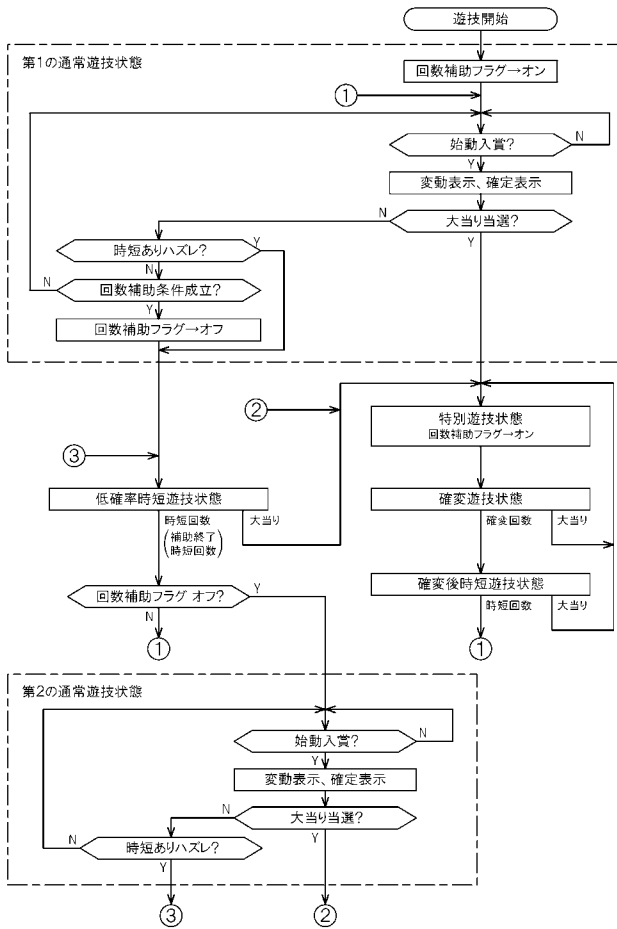 遊技開始
第1の通常遊技状態
回数補助フラグ→オン
①
始動入賞?
N
Y
変動表示、確定表示
N
大当り当選?
Y
時短ありハズレ?
Y
N
N
回数補助条件成立?
Y
回数補助フラグ→オフ
②
特別遊技状態
回数補助フラグ→オン
③
低確率時短遊技状態
確変遊技状態
時短回数
大当り
(補助終了
時短回数)
確変回数
大当り
確変後時短遊技状態
回数補助フラグ オフ?
Y
N
時短回数
大当り
①
①
第2の通常遊技状態
始動入賞?
N
Y
変動表示、確定表示
N
大当り当選?
Y
N
時短ありハズレ?
Y
③
②